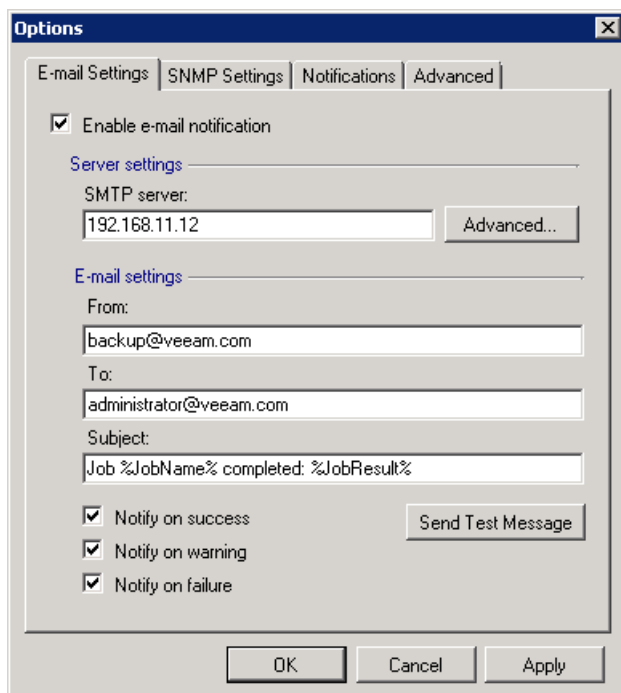 Options
E-mail Settings SNMP Settings Notifications Advanced
Enable e-mail notification
Server settings
SMTP server:
192.168.11.12 Advanced...
E-mail settings
From:
backup@veeam.com
To:
administrator@veeam.com
Subject:
Job %JobName% completed: %JobResult%
Notify on success Send Test Message
Notify on warning
Notify on failure
OK Cancel Apply